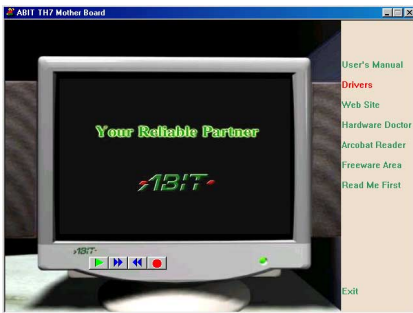 ABIT TH7 Mother Board
User's Manual
Drivers
Web Site
Hardware Doctor
Arcobat Reader
Freeware Area
Read Me First
Exit
Your Reliable Partner
ABIT
ABIT